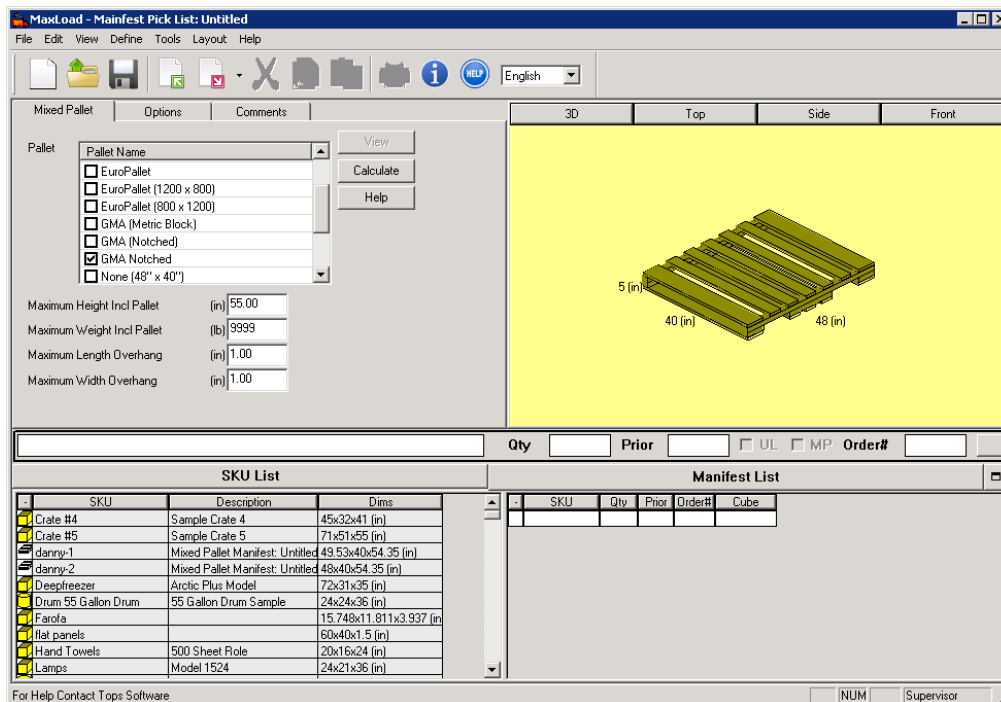 MaxLoad - Mainfest Pick List: Untitled
File Edit View Define Tools Layout Help
HELP English
Mixed Pallet Options Comments
3D Top Side Front
Pallet
Pallet Name
EuroPallet
EuroPallet (1200 x 800)
EuroPallet (800 x 1200)
GMA (Metric Block)
GMA (Notched)
GMA Notched
None (48" x 40")
View
Calculate
Help
Maximum Height Incl Pallet (in) 55.00
Maximum Weight Incl Pallet (lb) 9999
Maximum Length Overhang (in) 1.00
Maximum Width Overhang (in) 1.00
5 (in)
40 (in) 48 (in)
Qty Prior UL MP Order#
SKU List
Manifest List
- SKU Description Dims
Crate #4 Sample Crate 4 45x32x41 (in)
Crate #5 Sample Crate 5 71x51x55 (in)
danny-1 Mixed Pallet Manifest: Untitled 49.53x40x54.35 (in)
danny-2 Mixed Pallet Manifest: Untitled 48x40x54.35 (in)
Deepfreezer Arctic Plus Model 72x31x35 (in)
Drum 55 Gallon Drum 55 Gallon Drum Sample 24x24x36 (in)
Farofa 15.748x11.811x3.937 (in
flat panels 60x40x1.5 (in)
Hand Towels 500 Sheet Role 20x16x24 (in)
Lamps Model 1524 24x21x36 (in)
- SKU Qty Prior Order# Cube
For Help Contact Tops Software
NUM Supervisor